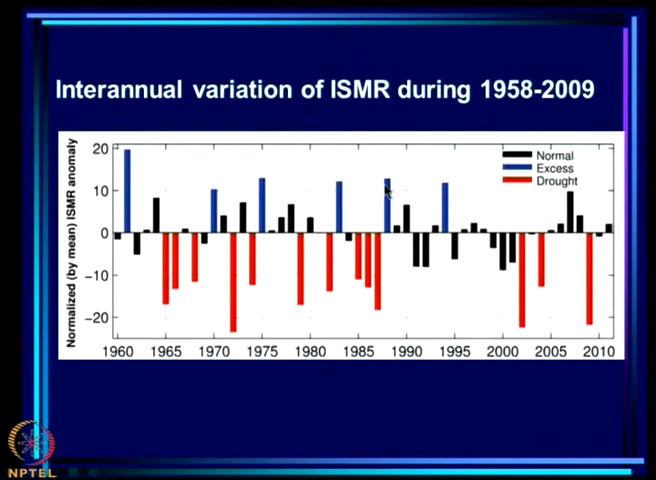 Interannual variation of ISMR during 1958-2009
Normalized (by mean) ISMR anomaly
20
10
0
−10
−20
Normal
Excess
Drought
1960 1965 1970 1975 1980 1985 1990 1995 2000 2005 2010
NPTEL